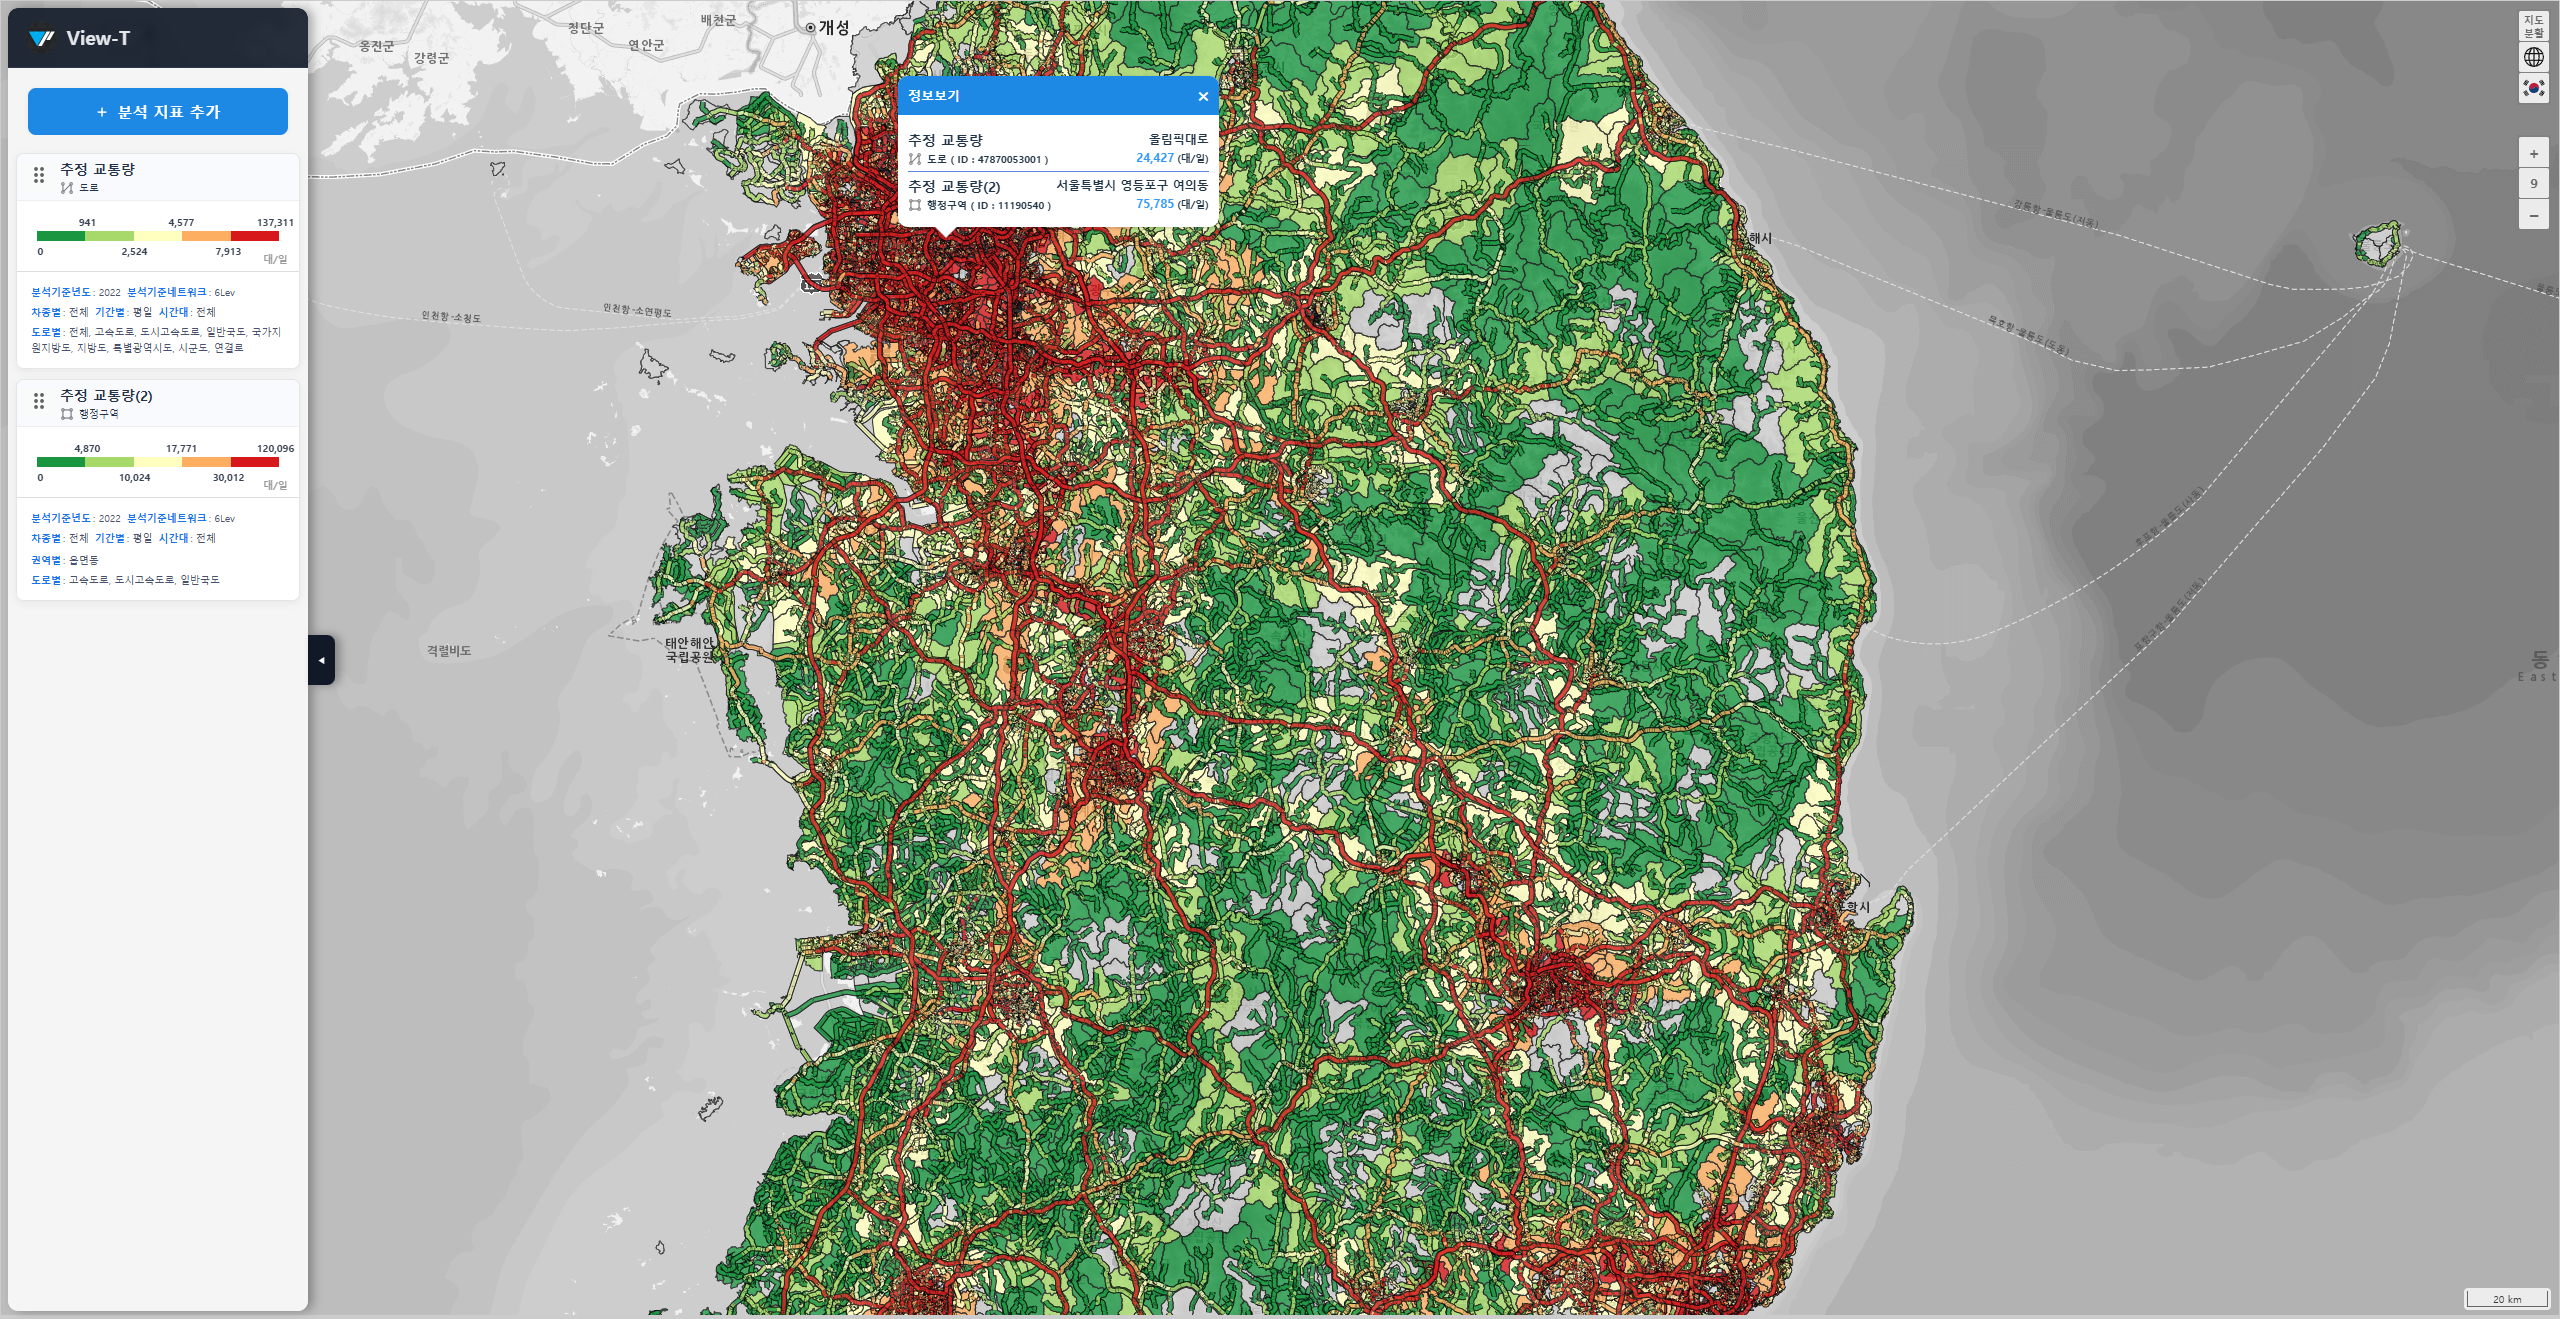 View-T
+ 분석 지표 추가
추정 교통량
도로
941 4,577 137,311
0 2,524 7,913
대/일
분석기준년도 : 2022 분석기준네트워크 : 6Lev
차종별 : 전체 기간별 : 평일 시간대 : 전체
도로별 : 전체, 고속도로, 도시고속도로, 일반국도, 국가지
원지방도, 지방도, 특별광역시도, 시군도, 연결로
추정 교통량(2)
행정구역
4,870 17,771 120,096
0 10,024 30,012
대/일
분석기준년도 : 2022 분석기준네트워크 : 6Lev
차종별 : 전체 기간별 : 평일 시간대 : 전체
권역별 : 읍면동
도로별 : 고속도로, 도시고속도로, 일반국도
옹진군
강령군
청단군
연안군
배천군
개성
정보보기
추정 교통량 올림픽대로
도로 ( ID : 47870053001 ) 24,427 (대/일)
추정 교통량(2) 서울특별시 영등포구 여의동
행정구역 ( ID : 11190540 ) 75,785 (대/일)
인천항-소청도
인천항-소연평도
격렬비도
태안해안
국립공원
해시
강릉항-울릉도(저동)
묵호항-울릉도(도동)
지도
분할
+
9
−
동
East
20 km